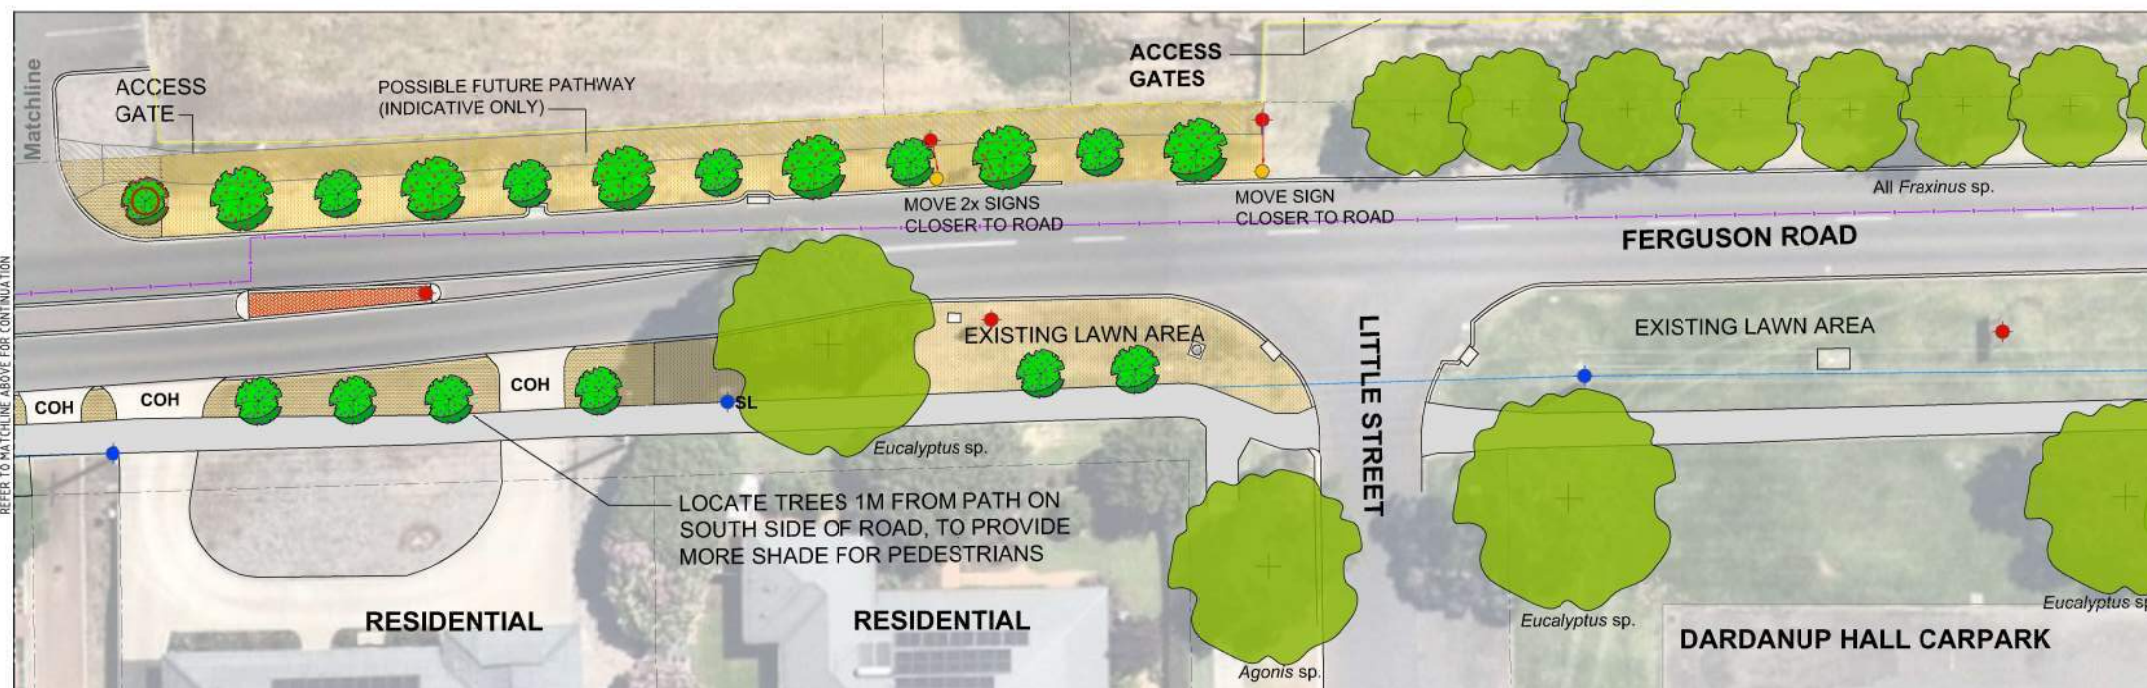 Matchline
ACCESS
GATE
POSSIBLE FUTURE PATHWAY
(INDICATIVE ONLY)
ACCESS
GATES
MOVE 2x SIGNS
CLOSER TO ROAD
MOVE SIGN
CLOSER TO ROAD
All Fraxinus sp.
FERGUSON ROAD
REFER TO MATCHLINE ABOVE FOR CONTINUATION
EXISTING LAWN AREA
LITTLE STREET
EXISTING LAWN AREA
COH
COH
COH
SL
Eucalyptus sp.
LOCATE TREES 1M FROM PATH ON
SOUTH SIDE OF ROAD, TO PROVIDE
MORE SHADE FOR PEDESTRIANS
RESIDENTIAL
RESIDENTIAL
Agonis sp.
Eucalyptus sp.
Eucalyptus sp
DARDANUP HALL CARPARK